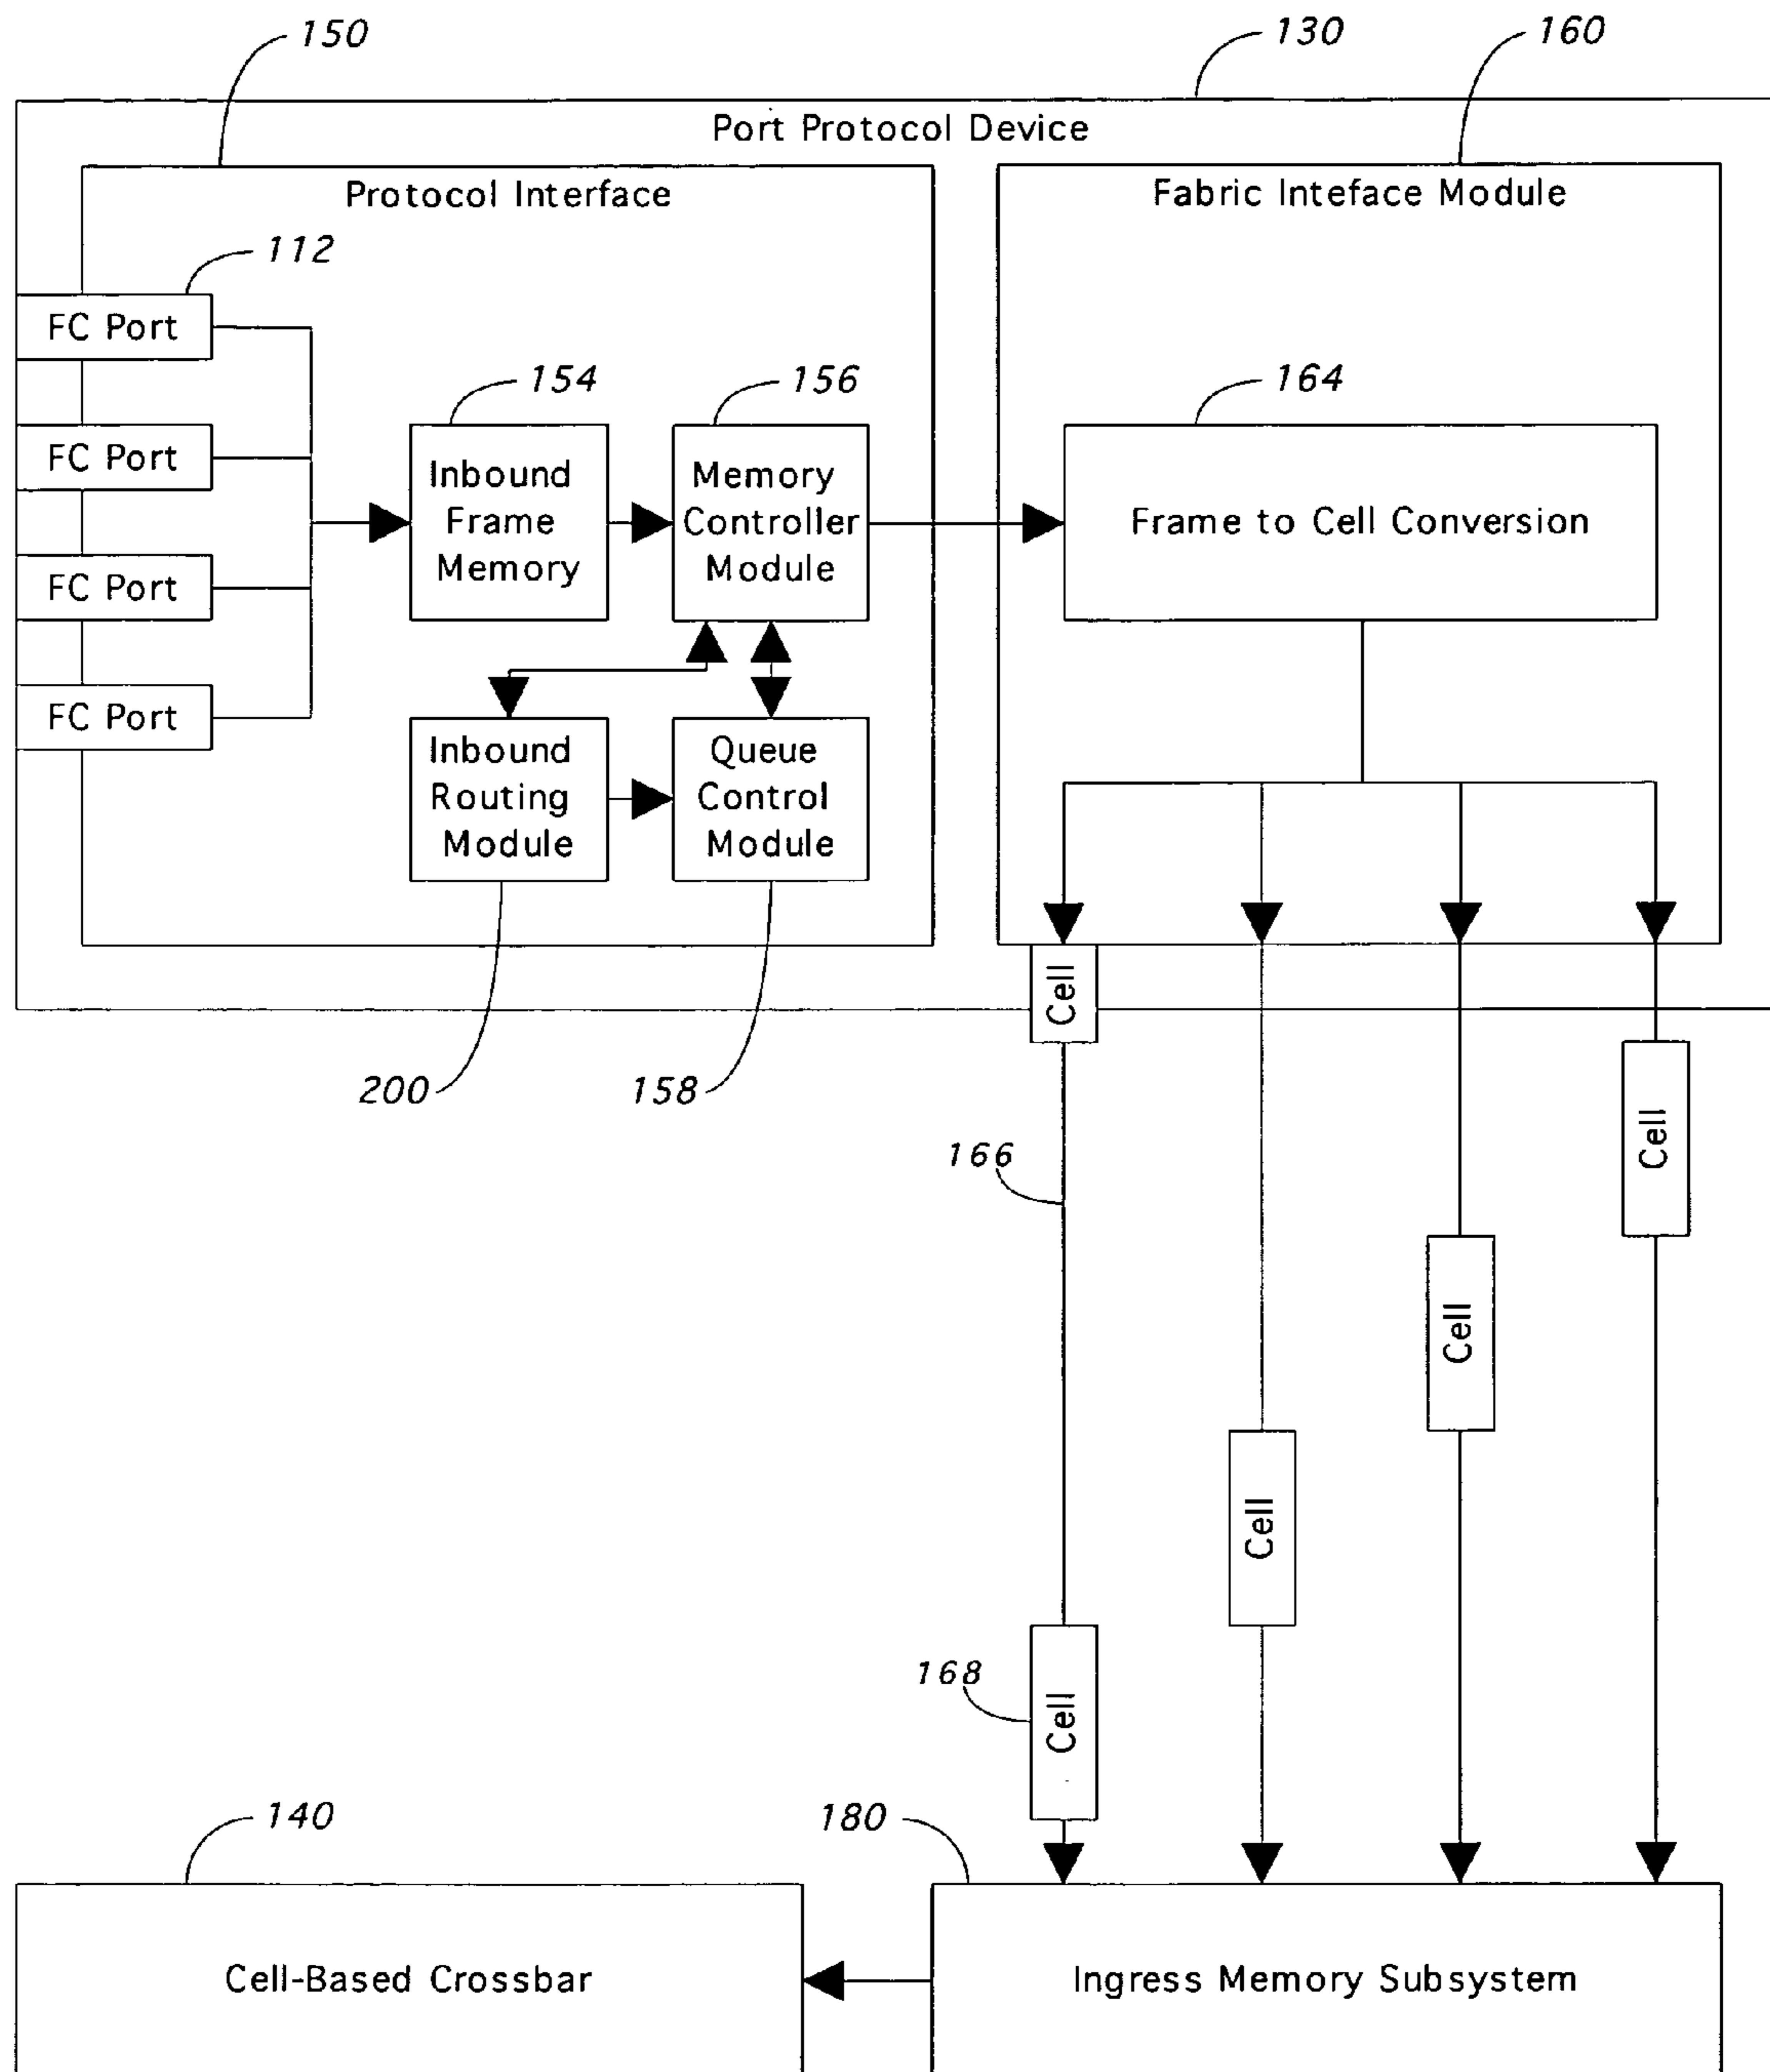 150
130
160
Port Protocol Device
Protocol Interface
Fabric Inteface Module
112
FC Port
154
156
164
FC Port
Inbound
Frame
Memory
Memory
Controller
Module
Frame to Cell Conversion
FC Port
FC Port
Inbound
Routing
Module
Queue
Control
Module
Cell
200
158
166
Cell
Cell
Cell
168
Cell
140
180
Cell-Based Crossbar
Ingress Memory Subsystem